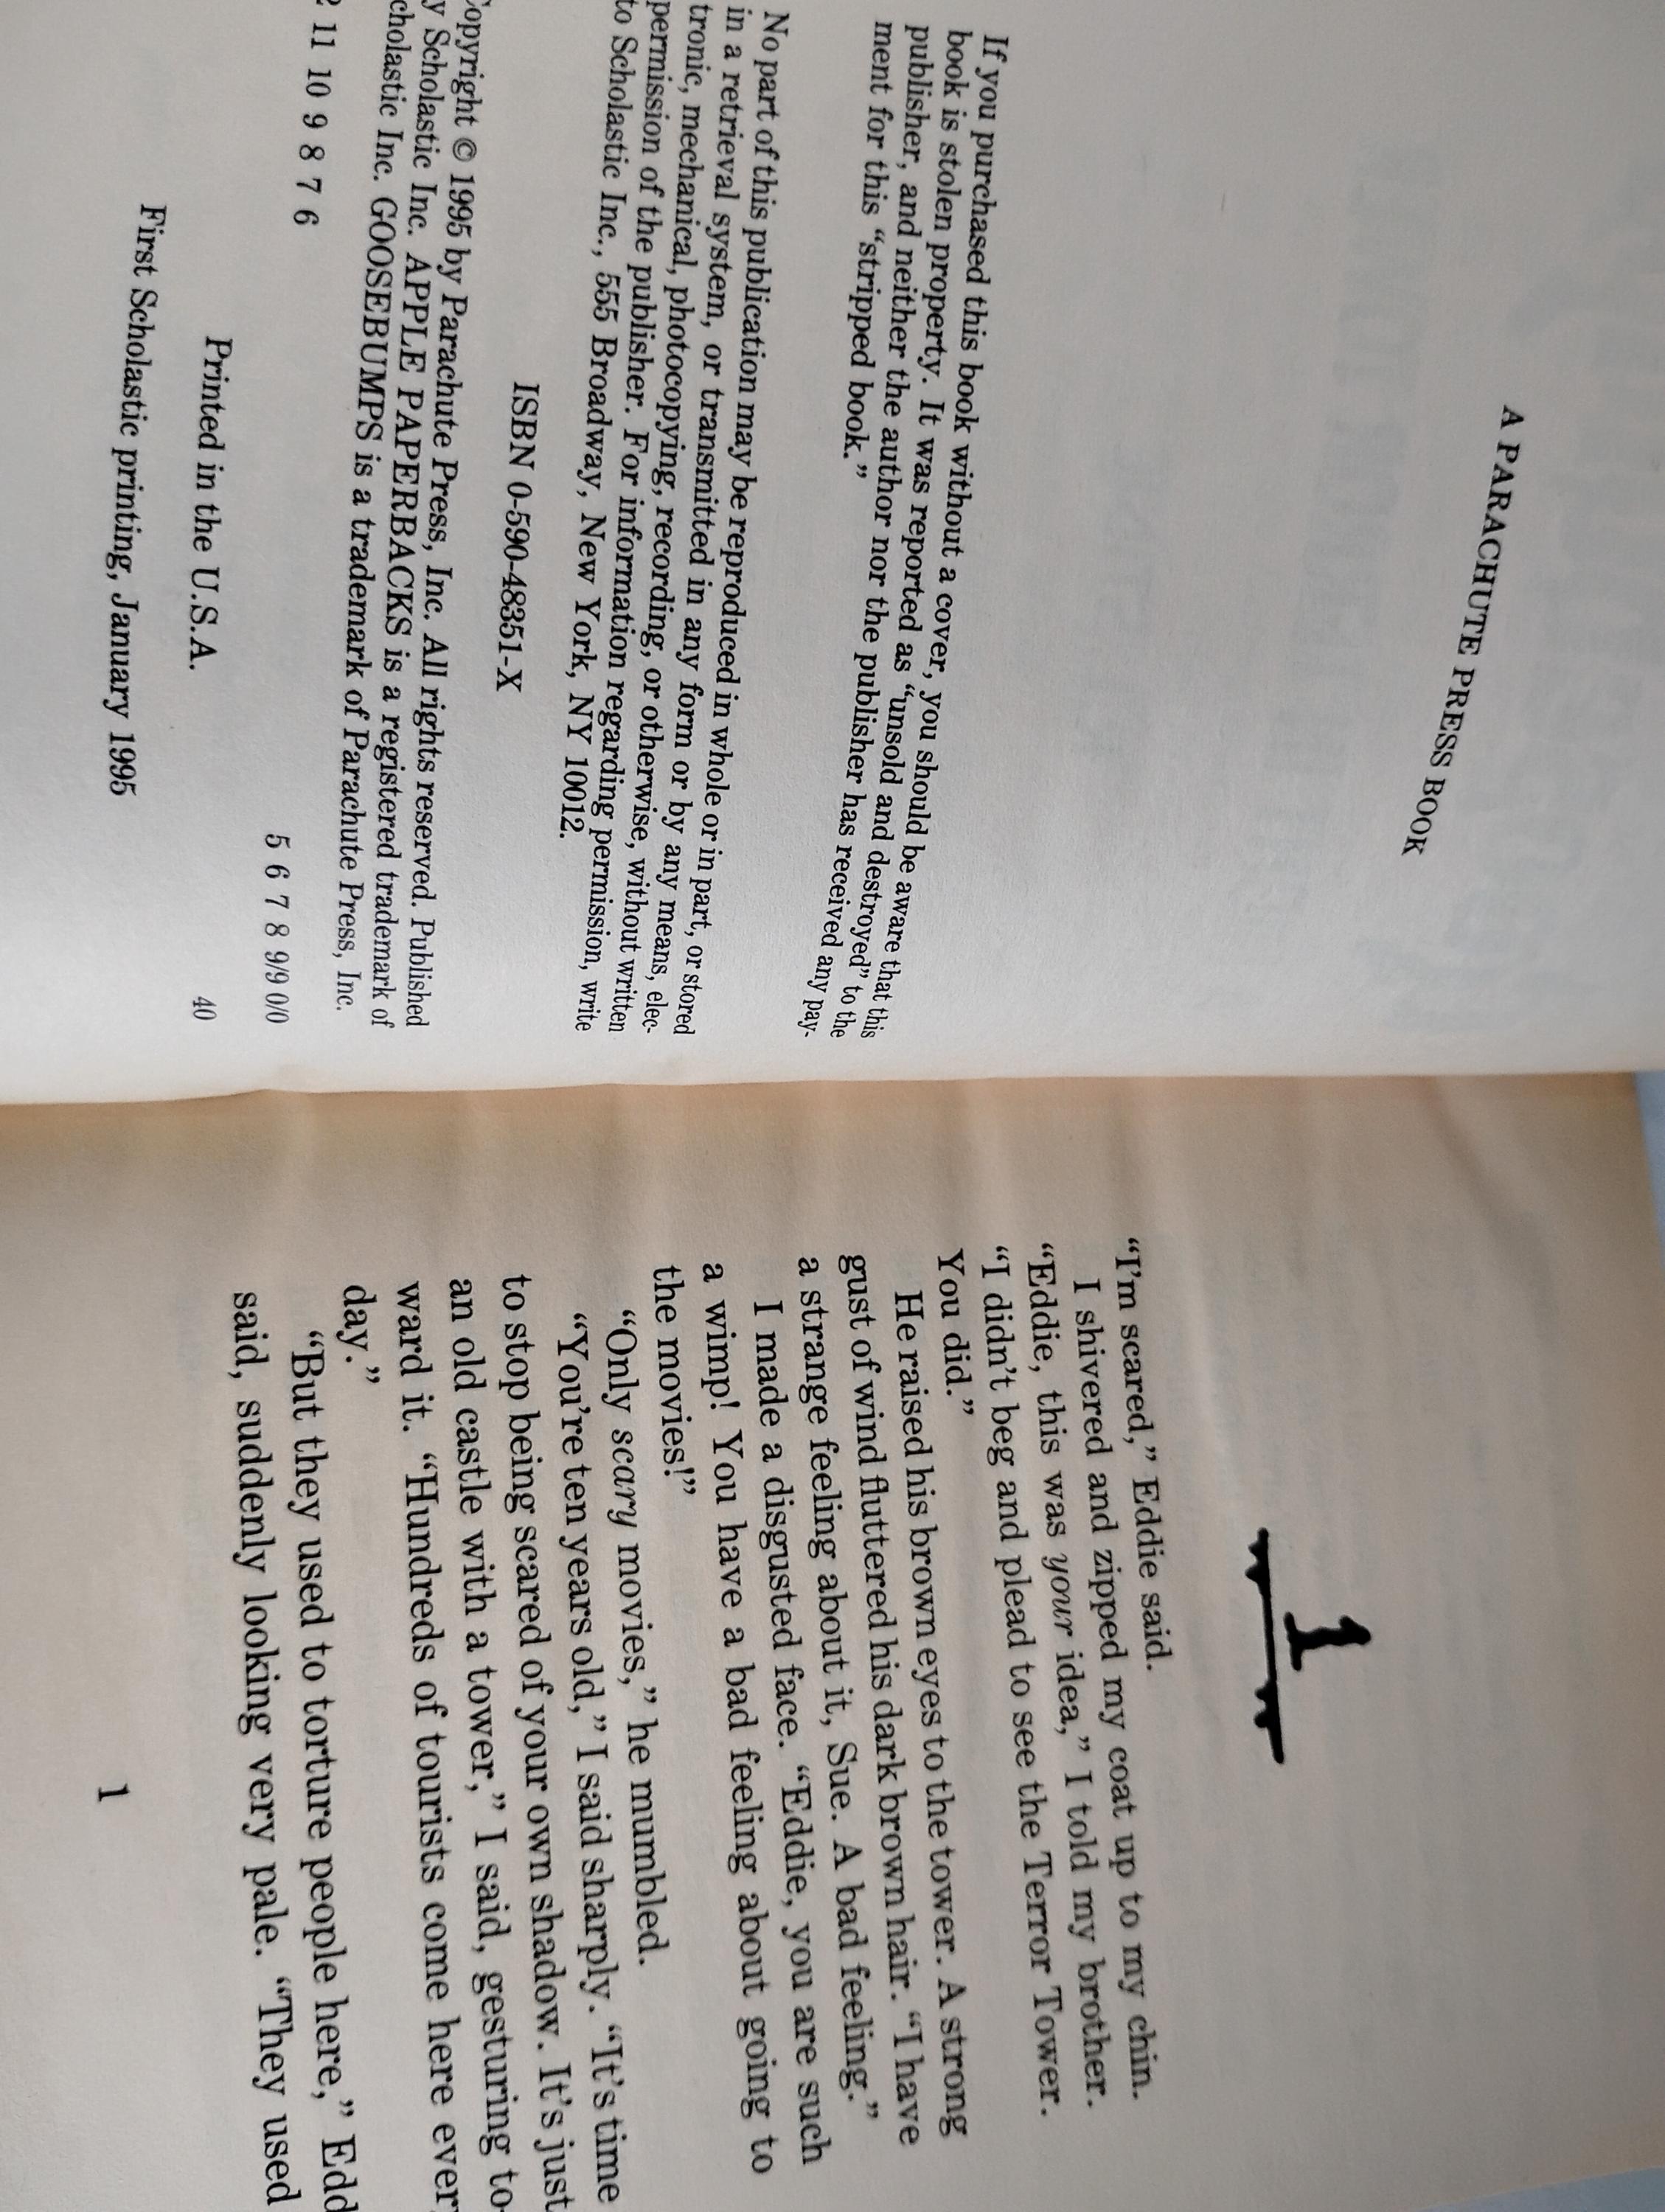 A PARACHUTE PRESS BOOK
If you purchased this book without a cover, you should be aware that this
book is stolen property. It was reported as "unsold and destroyed" to the
publisher, and neither the author nor the publisher has received any pay-
ment for this "stripped book."
No part of this publication may be reproduced in whole or in part, or stored
in a retrieval system, or transmitted in any form or by any means, elec-
tronic, mechanical, photocopying, recording, or otherwise, without written
permission of the publisher. For information regarding permission, write
to Scholastic Inc., 555 Broadway, New York, NY 10012.
ISBN 0-590-48351-X
opyright © 1995 by Parachute Press, Inc. All rights reserved. Published
y Scholastic Inc. APPLE PAPERBACKS is a registered trademark of
cholastic Inc. GOOSEBUMPS is a trademark of Parachute Press, Inc.
2 11 10 9 8 7 6 5 6 7 8 9/9 0/0
Printed in the U.S.A. 40
First Scholastic printing, January 1995
1
"I'm scared," Eddie said.
I shivered and zipped my coat up to my chin.
"Eddie, this was your idea," I told my brother.
"I didn't beg and plead to see the Terror Tower.
You did."
He raised his brown eyes to the tower. A strong
gust of wind fluttered his dark brown hair. "I have
a strange feeling about it, Sue. A bad feeling."
I made a disgusted face. "Eddie, you are such
a wimp! You have a bad feeling about going to
the movies!"
"Only scary movies," he mumbled.
"You're ten years old," I said sharply. "It's time
to stop being scared of your own shadow. It's just
an old castle with a tower," I said, gesturing to-
ward it. "Hundreds of tourists come here ever
day."
"But they used to torture people here," Edd
said, suddenly looking very pale. "They used
1